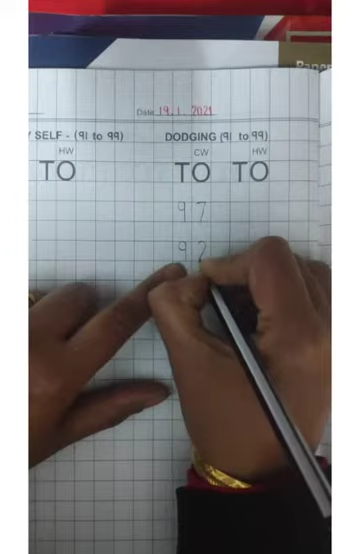 Paper
Date 19.1.2021
Y SELF - (91 to 99)
DODGING (91 to 99)
HW
CW
HW
TO
TO
TO
97
92